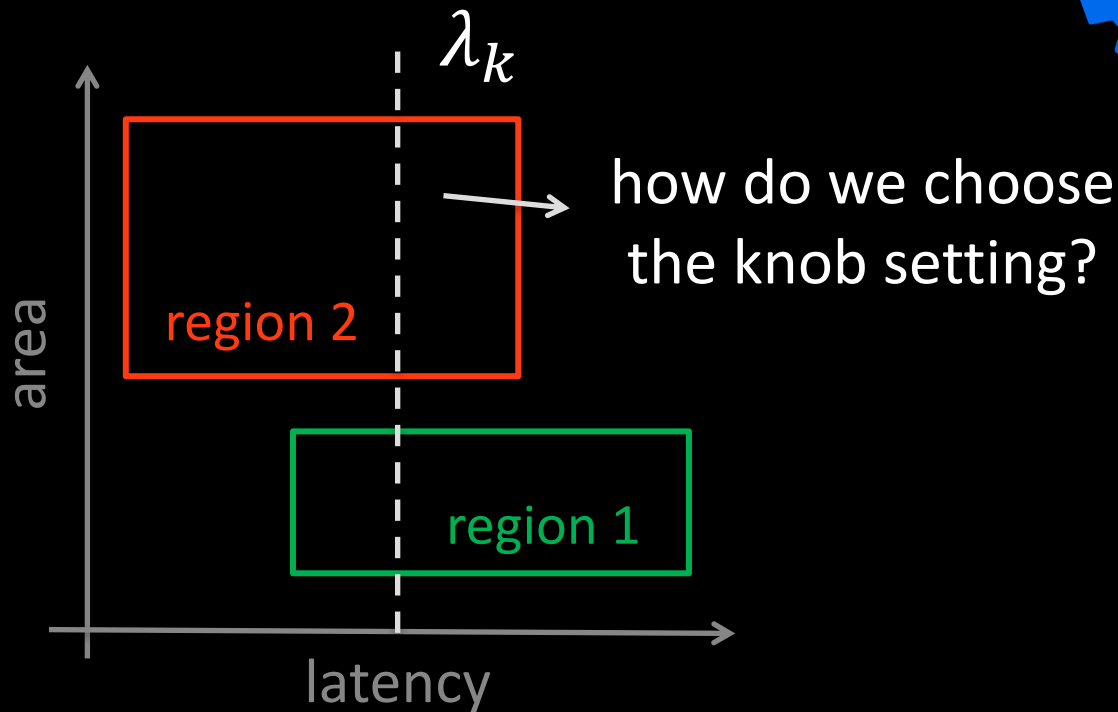 λ_k
how do we choose
the knob setting?
region 2
area
region 1
latency